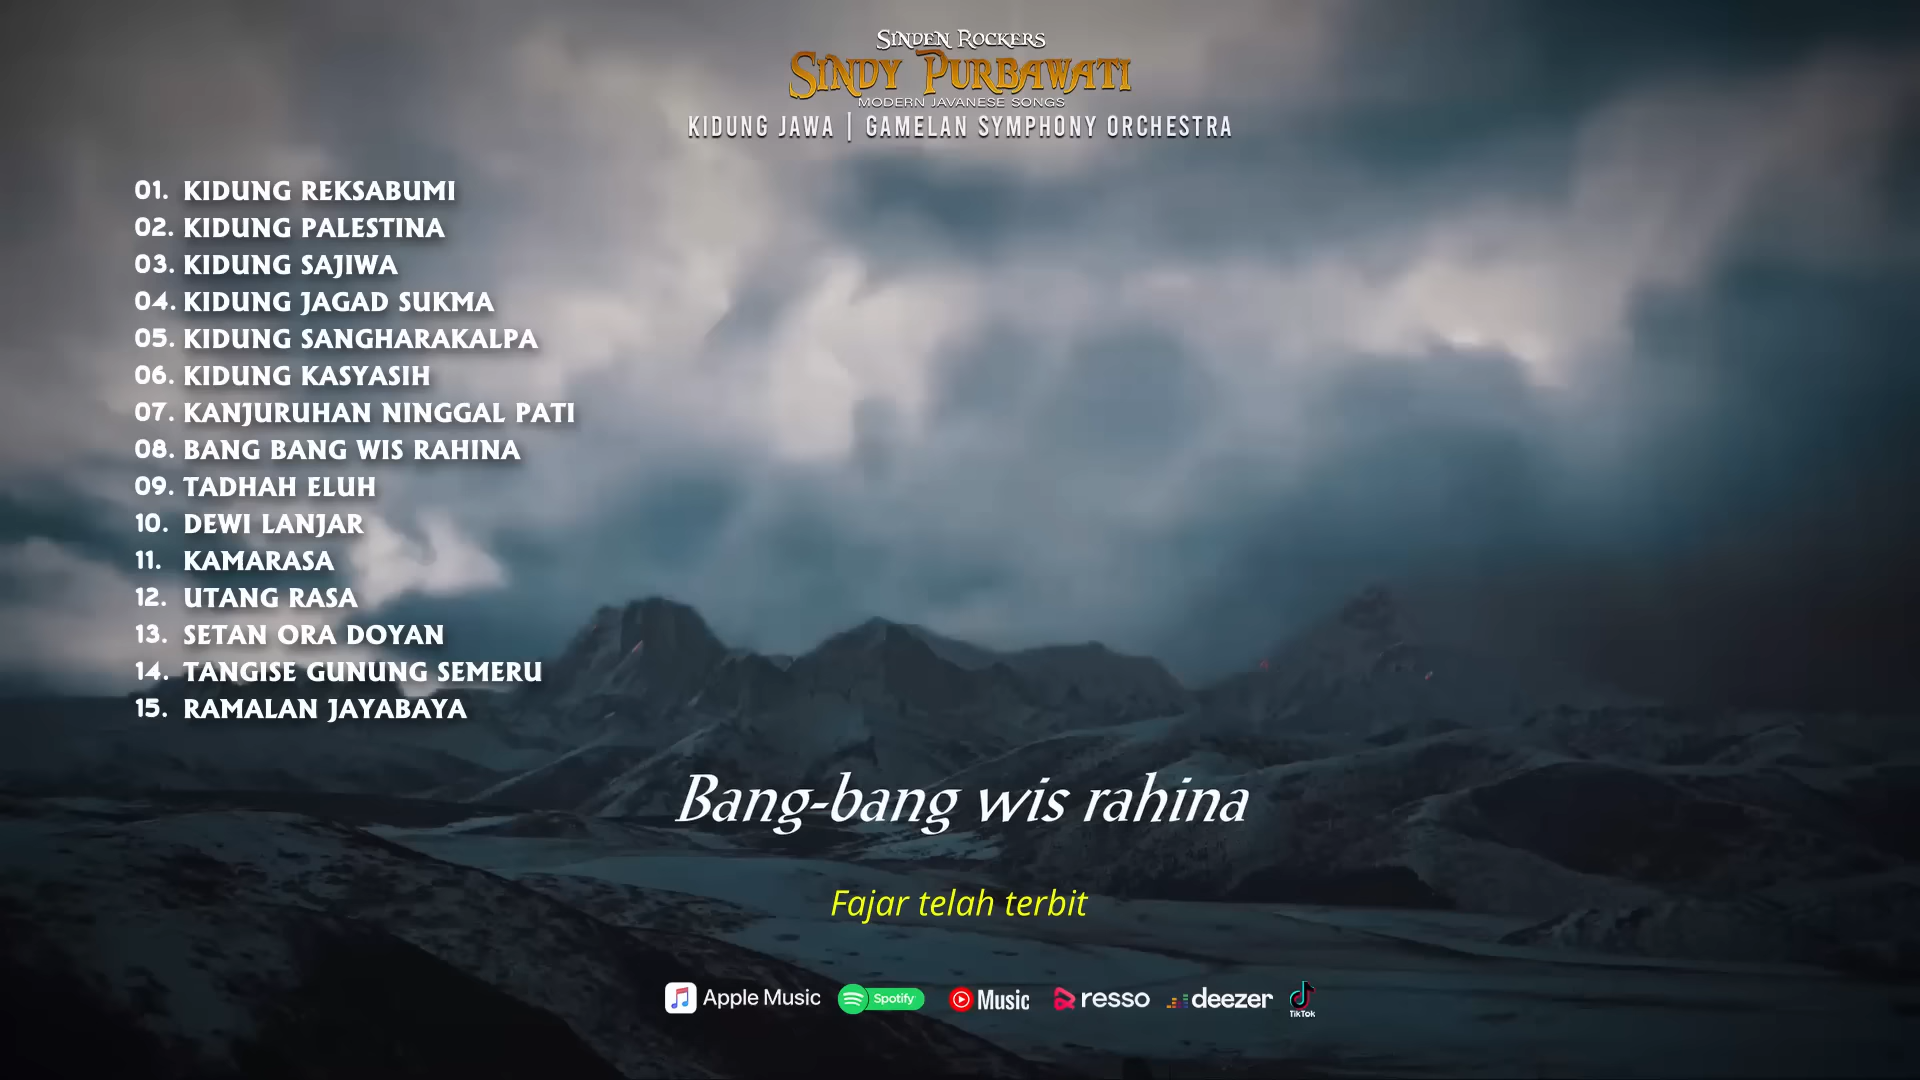 SINDEN ROCKERS
SINDY PURBAWATI
MODERN JAVANESE SONGS
KIDUNG JAWA | GAMELAN SYMPHONY ORCHESTRA
01. KIDUNG REKSABUMI
02. KIDUNG PALESTINA
03. KIDUNG SAJIWA
04. KIDUNG JAGAD SUKMA
05. KIDUNG SANGHARAKALPA
06. KIDUNG KASYASIH
07. KANJURUHAN NINGGAL PATI
08. BANG BANG WIS RAHINA
09. TADHAH ELUH
10. DEWI LANJAR
11. KAMARASA
12. UTANG RASA
13. SETAN ORA DOYAN
14. TANGISE GUNUNG SEMERU
15. RAMALAN JAYABAYA
Bang-bang wis rahina
Fajar telah terbit
Apple Music Spotify Music resso deezer TikTok